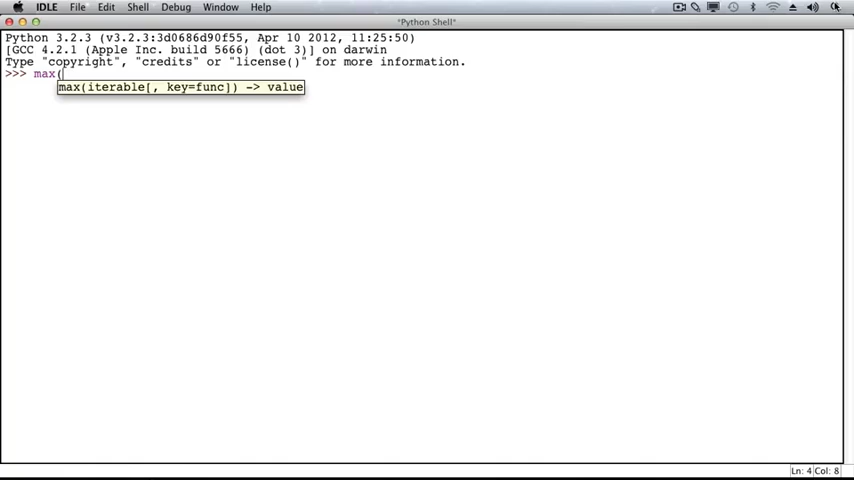 IDLE File Edit Shell Debug Window Help
*Python Shell*
Python 3.2.3 (v3.2.3:3d0686d90f55, Apr 10 2012, 11:25:50)
[GCC 4.2.1 (Apple Inc. build 5666) (dot 3)] on darwin
Type "copyright", "credits" or "license()" for more information.
>>> max(
max(iterable[, key=func]) -> value
Ln: 4 Col: 8